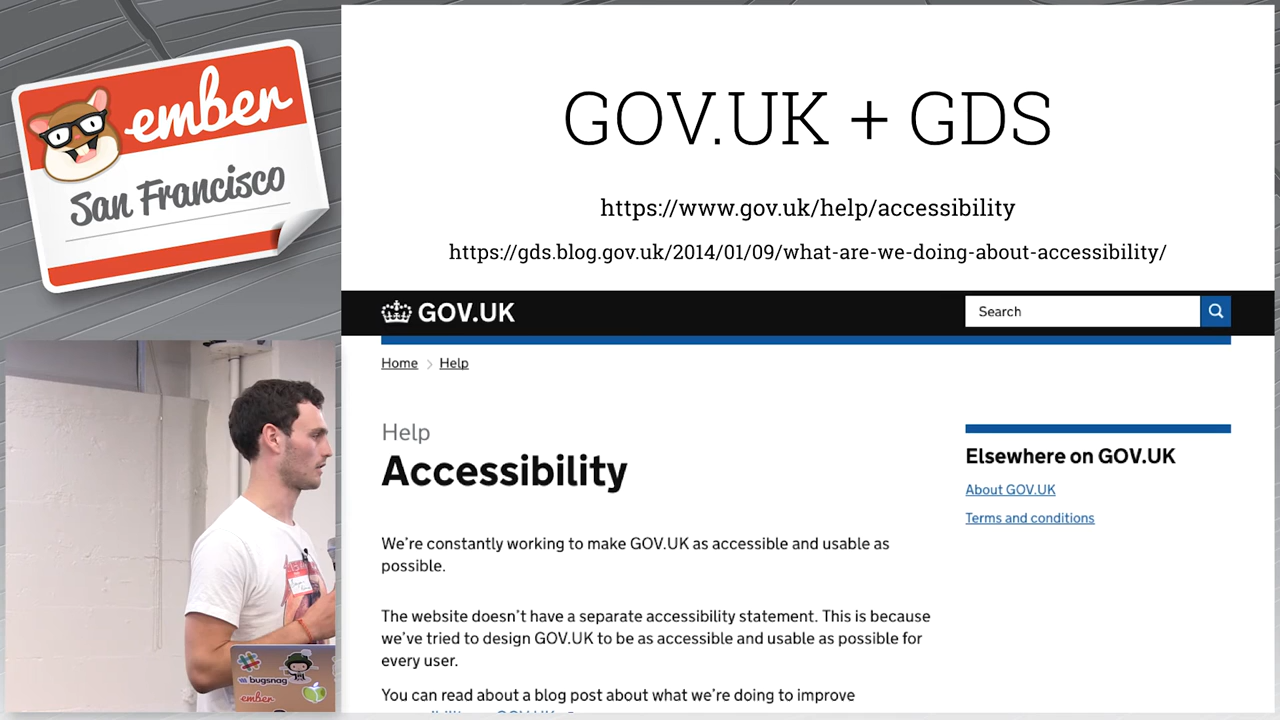 ember
San Francisco
GOV.UK + GDS
https://www.gov.uk/help/accessibility
https://gds.blog.gov.uk/2014/01/09/what-are-we-doing-about-accessibility/
GOV.UK
Search
Home
Help
Help
Accessibility
Elsewhere on GOV.UK
About GOV.UK
Terms and conditions
We're constantly working to make GOV.UK as accessible and usable as
possible.
The website doesn't have a separate accessibility statement. This is because
we've tried to design GOV.UK to be as accessible and usable as possible for
every user.
You can read about a blog post about what we're doing to improve
bugsnag
ember